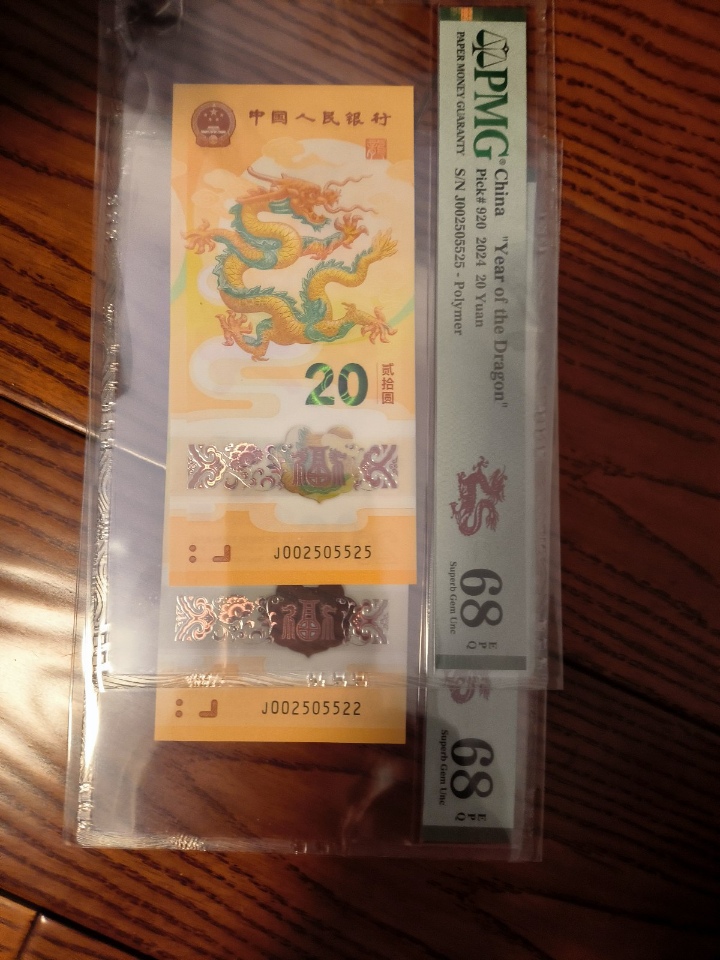 中国人民银行
20
贰拾圆
J002505525
J002505522
PMG®
PAPER MONEY GUARANTY
China "Year of the Dragon"
Pick# 920 2024 20 Yuan
S/N J002505525 - Polymer
68 EPQ
Superb Gem Unc
68 EPQ
Superb Gem Unc